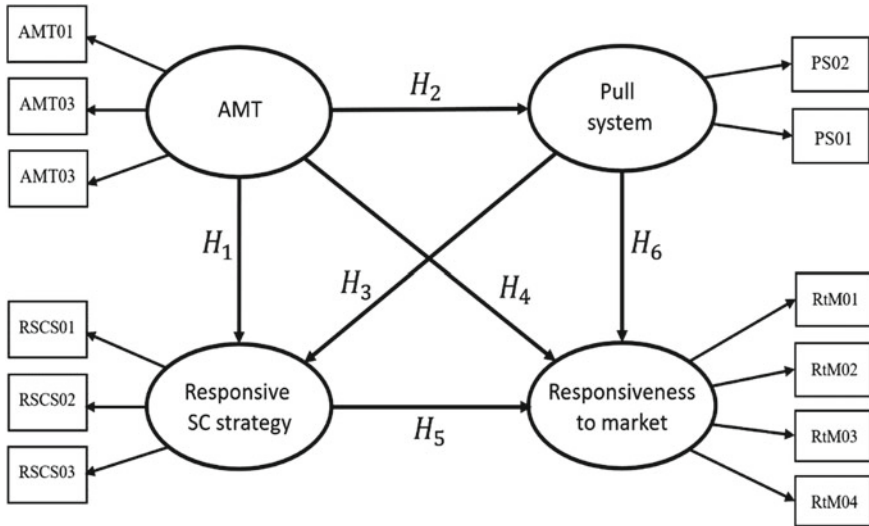 AMT01
AMT03
AMT03
AMT
H₂
Pull
system
PS02
PS01
H₁
H₃
H₄
H₆
RSCS01
RSCS02
RSCS03
Responsive
SC strategy
H₅
Responsiveness
to market
RtM01
RtM02
RtM03
RtM04